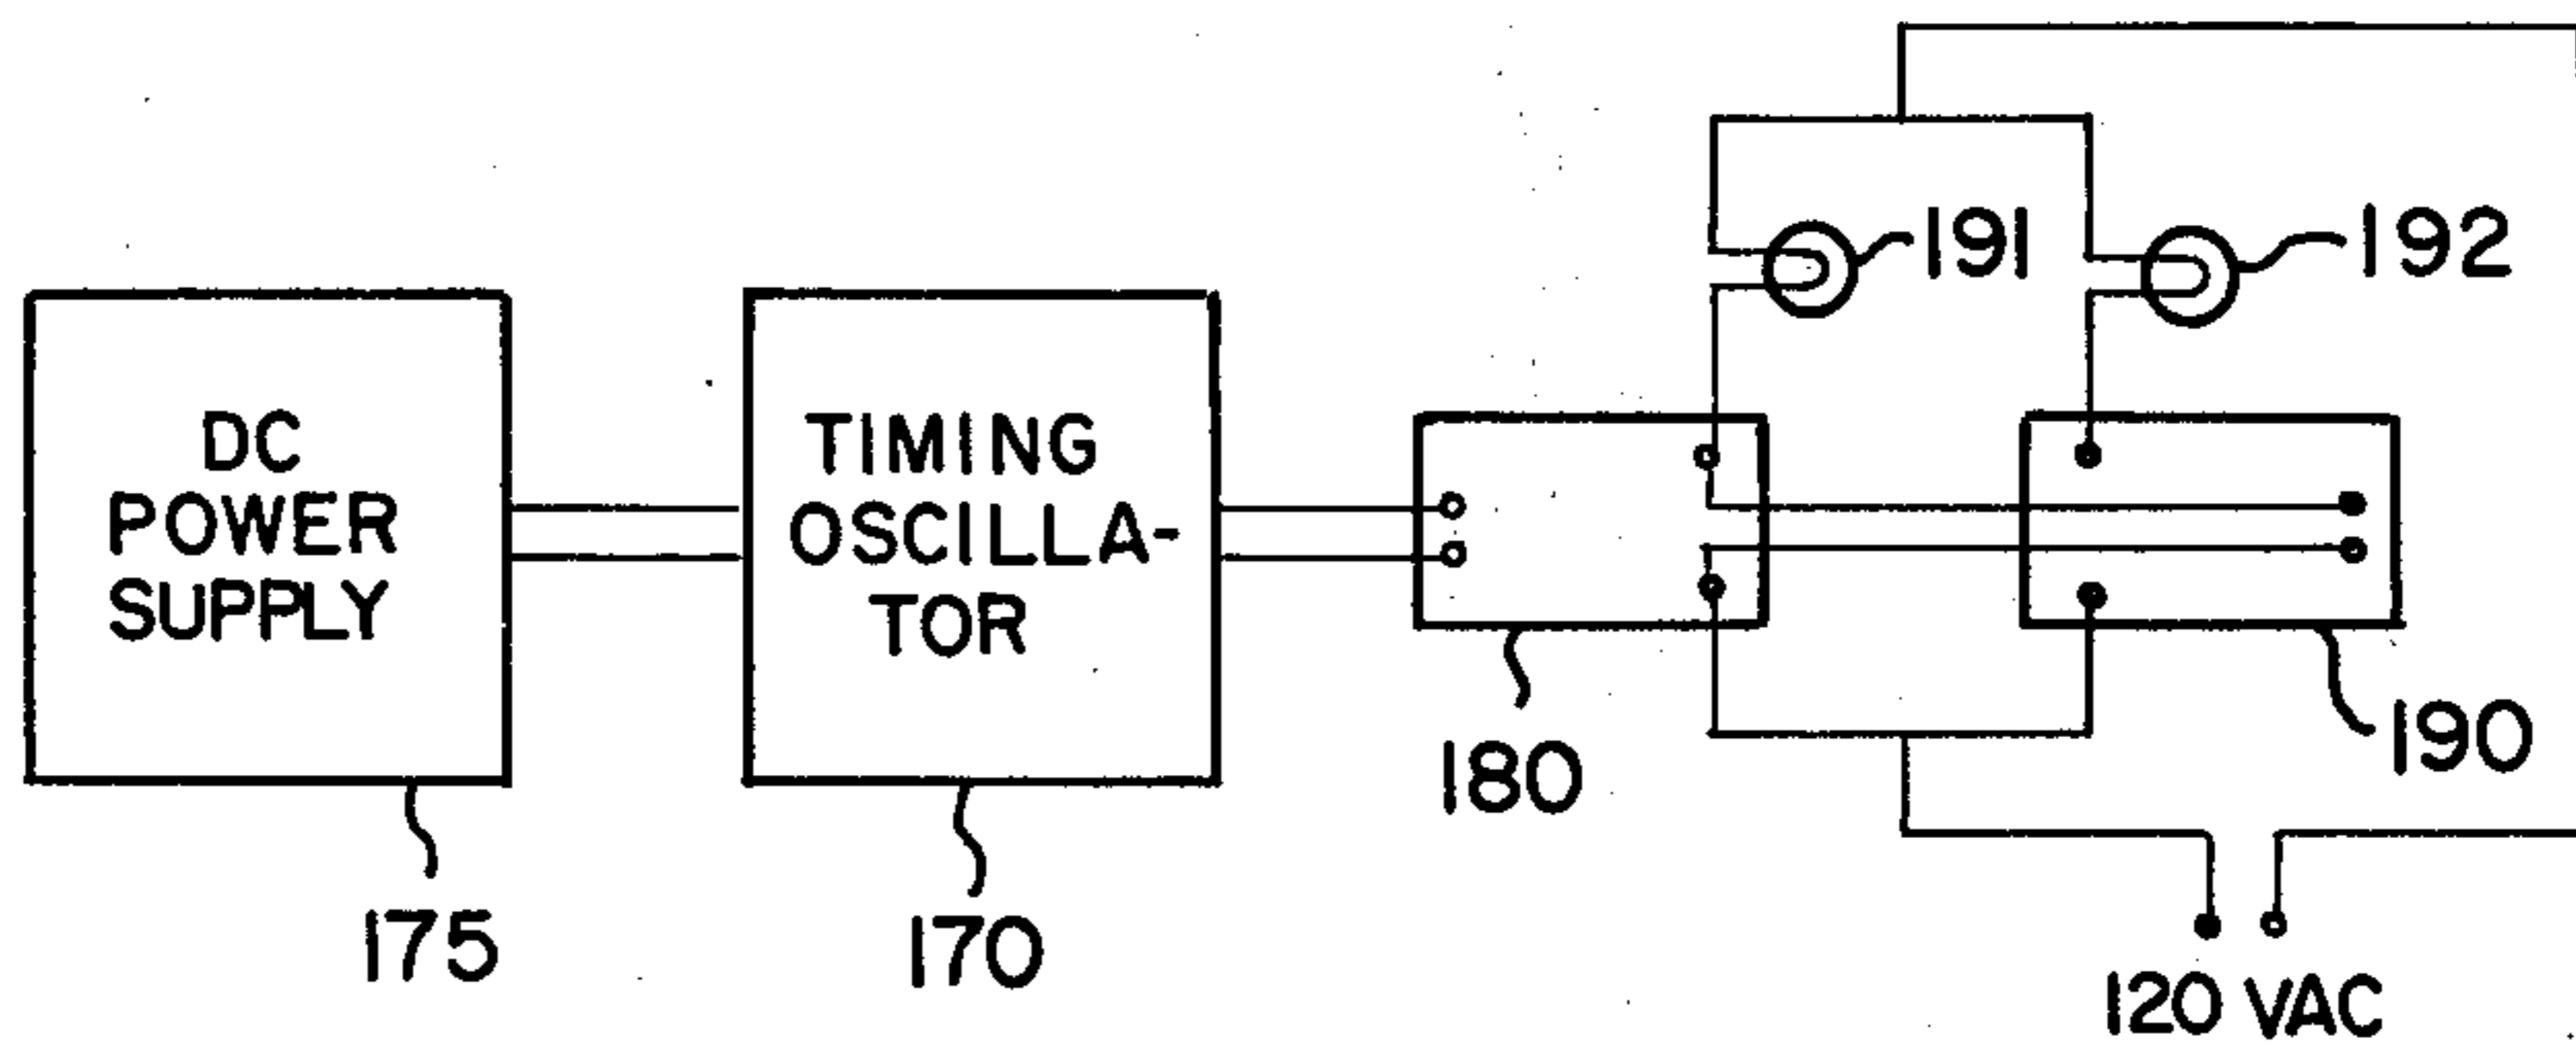 191
192
DC
POWER
SUPPLY
TIMING
OSCILLA-
TOR
180
190
175
170
120 VAC